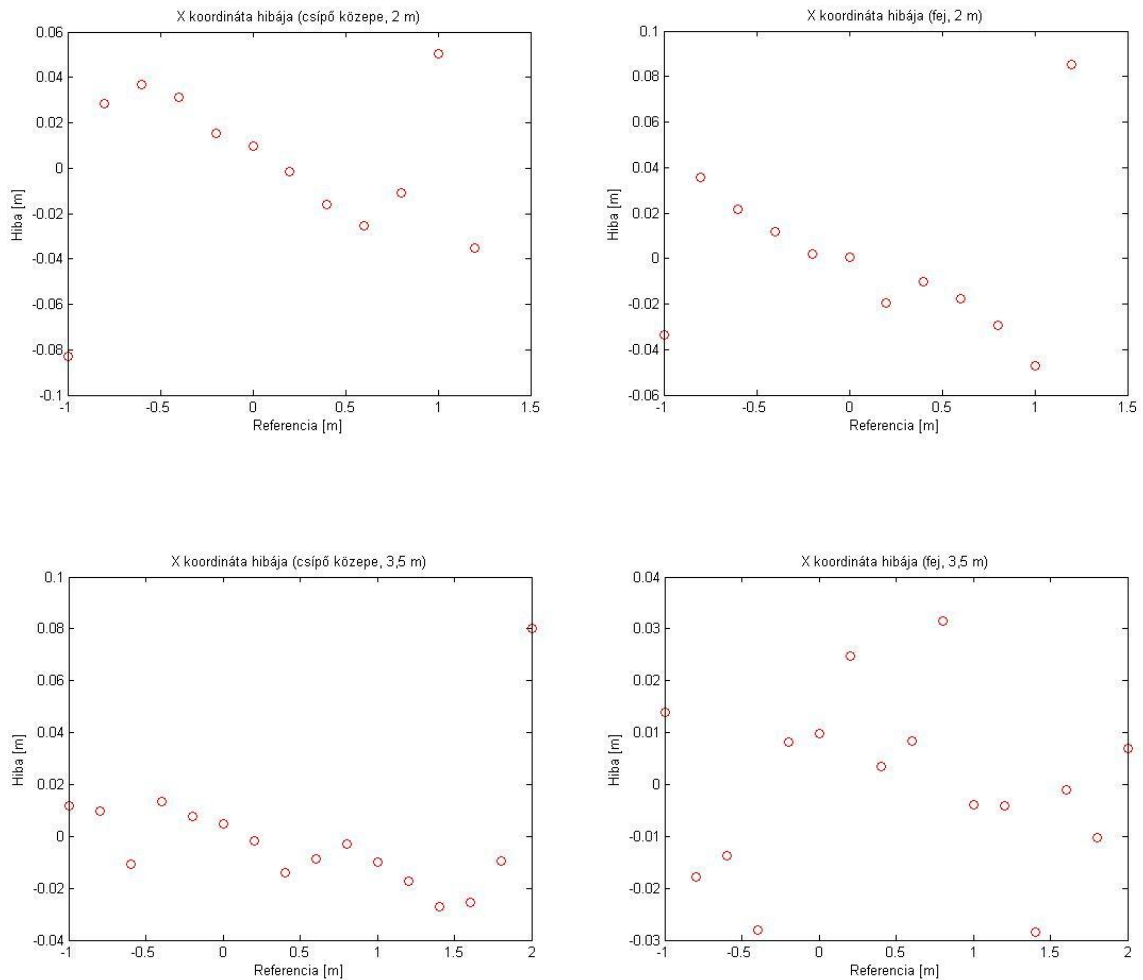 X koordináta hibája (csípő közepe, 2 m)
0.06
0.04
0.02
0
-0.02
-0.04
-0.06
-0.08
-0.1
Hiba [m]
-1 -0.5 0 0.5 1 1.5
Referencia [m]
X koordináta hibája (fej, 2 m)
0.1
0.08
0.06
0.04
0.02
0
-0.02
-0.04
-0.06
Hiba [m]
-1 -0.5 0 0.5 1 1.5
Referencia [m]
X koordináta hibája (csípő közepe, 3,5 m)
0.1
0.08
0.06
0.04
0.02
0
-0.02
-0.04
Hiba [m]
-1 -0.5 0 0.5 1 1.5 2
Referencia [m]
X koordináta hibája (fej, 3,5 m)
0.04
0.03
0.02
0.01
0
-0.01
-0.02
-0.03
Hiba [m]
-1 -0.5 0 0.5 1 1.5 2
Referencia [m]